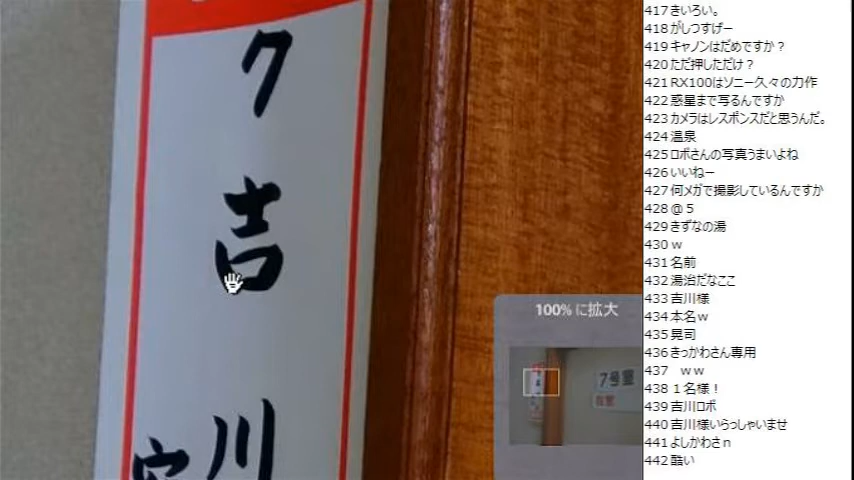 ク
吉
川
100% に拡大
7号室
417 きいろい。
418 がしつすげー
419 キャノンはだめですか？
420 ただ押しただけ？
421 RX100はソニー久々の力作
422 惑星まで写るんですか
423 カメラはレスポンスだと思うんだ。
424 温泉
425 ロボさんの写真うまいよね
426 いいねー
427 何メガで撮影しているんですか
428 @５
429 きずなの湯
430 ｗ
431 名前
432 湯治だなここ
433 吉川様
434 本名ｗ
435 晃司
436 きっかわさん専用
437 ｗｗ
438 １名様！
439 吉川ロボ
440 吉川様いらっしゃいませ
441 よしかわさｎ
442 酷い